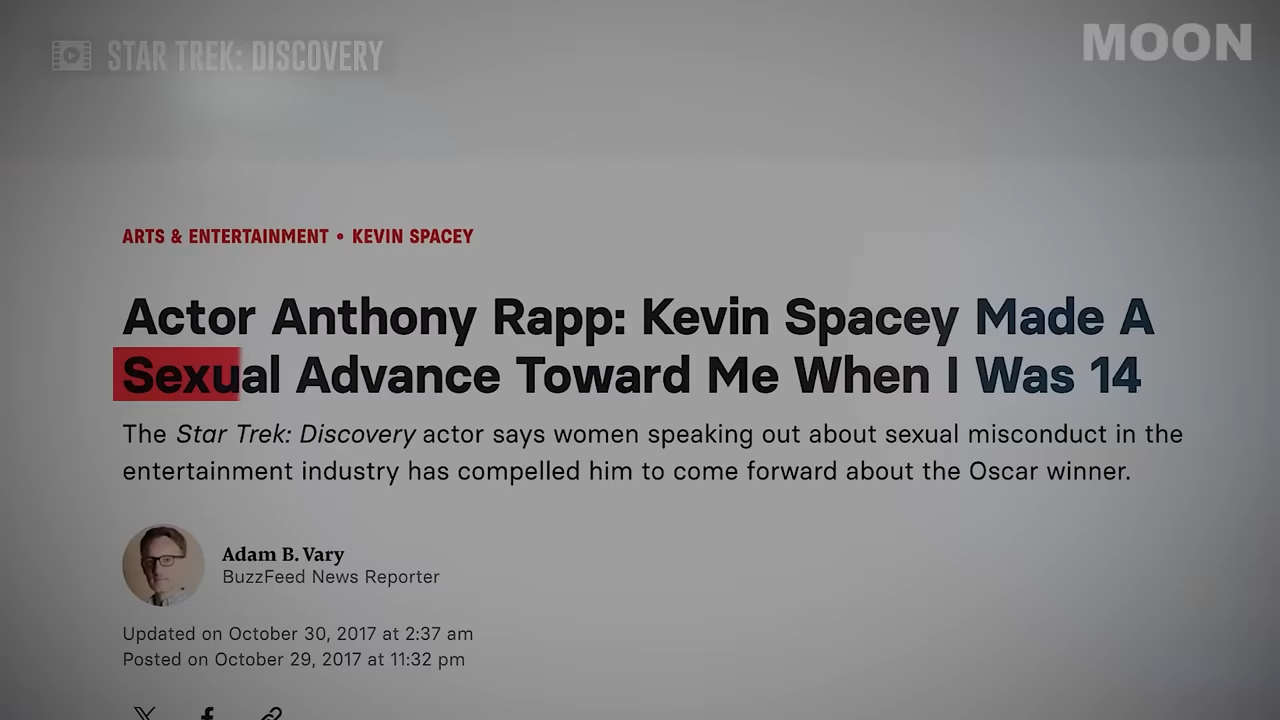 STAR TREK: DISCOVERY
MOON
ARTS & ENTERTAINMENT • KEVIN SPACEY
Actor Anthony Rapp: Kevin Spacey Made A
Sexual Advance Toward Me When I Was 14
The Star Trek: Discovery actor says women speaking out about sexual misconduct in the
entertainment industry has compelled him to come forward about the Oscar winner.
Adam B. Vary
BuzzFeed News Reporter
Updated on October 30, 2017 at 2:37 am
Posted on October 29, 2017 at 11:32 pm